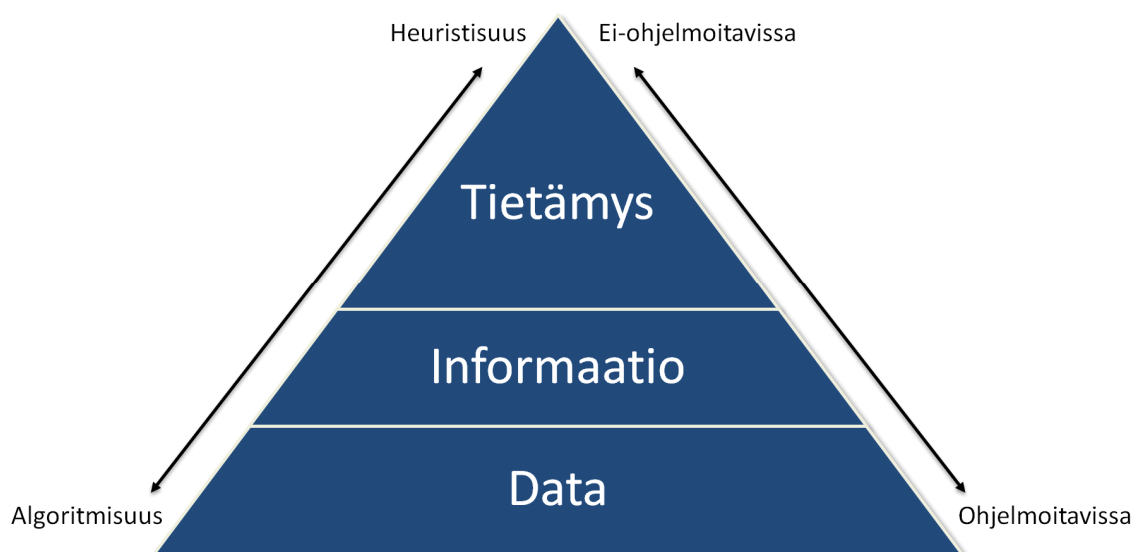 Heuristisuus
Ei-ohjelmoitavissa
Tietämys
Informaatio
Data
Algoritmisuus
Ohjelmoitavissa